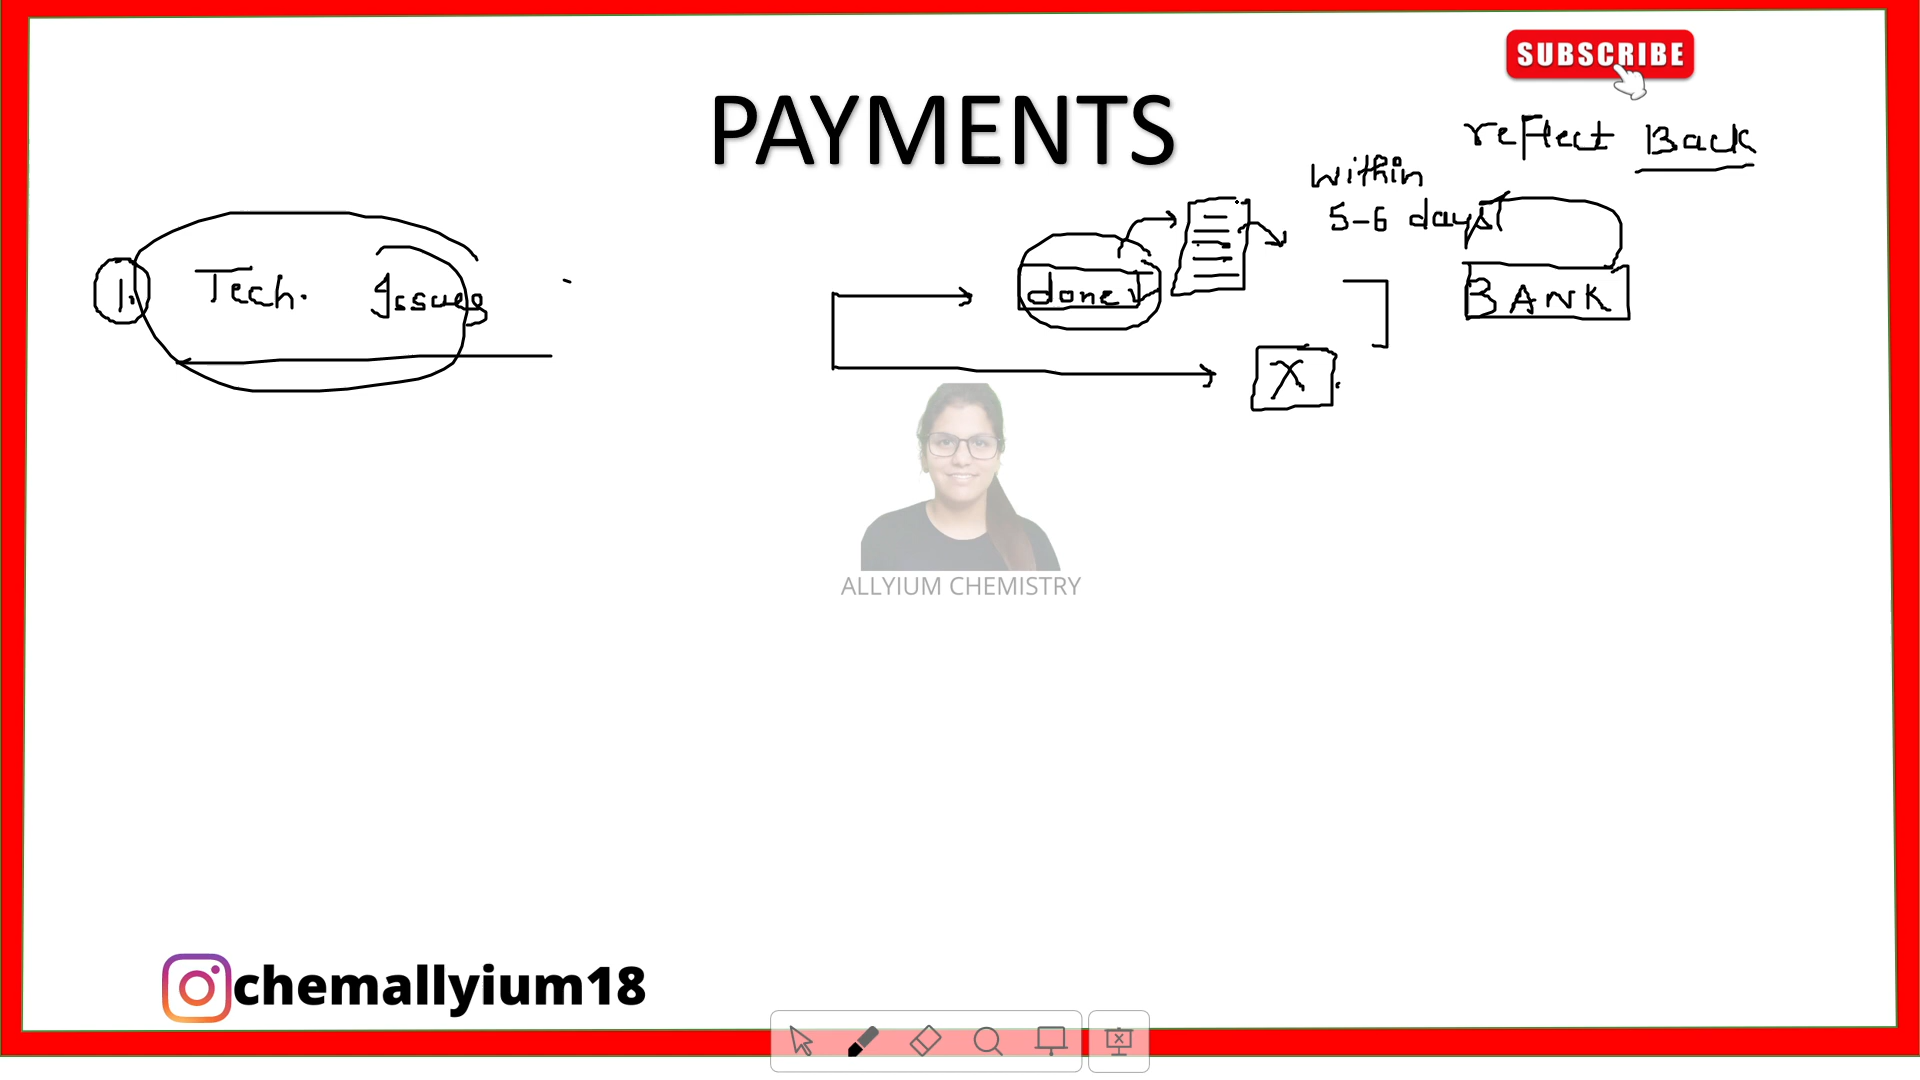 SUBSCRIBE
PAYMENTS
reflect Back
within
5-6 days
1. Tech. Issues
done
BANK
X
ALLYIUM CHEMISTRY
chemallyium18